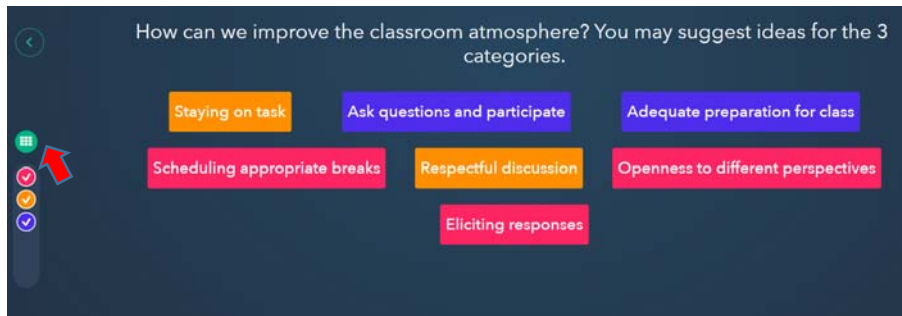 How can we improve the classroom atmosphere? You may suggest ideas for the 3
categories.
Staying on task
Ask questions and participate
Adequate preparation for class
Scheduling appropriate breaks
Respectful discussion
Openness to different perspectives
Eliciting responses